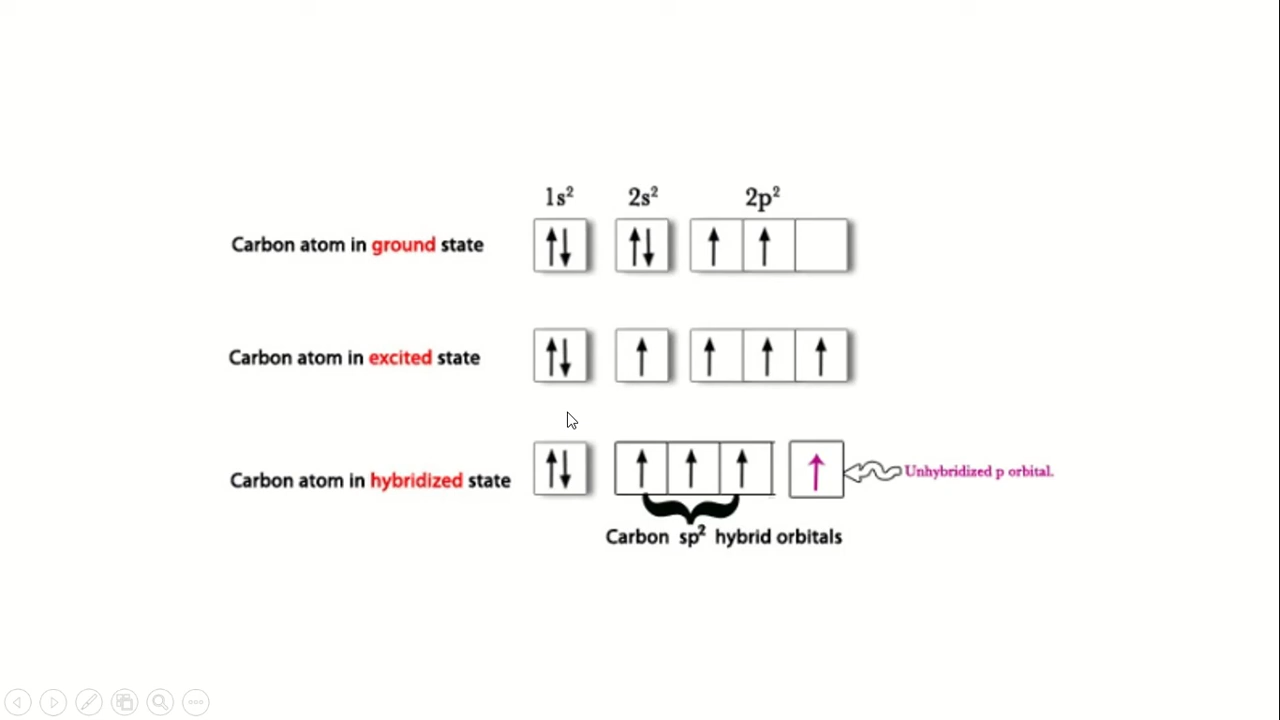 1s² 2s² 2p²
Carbon atom in ground state
Carbon atom in excited state
Carbon atom in hybridized state
Unhybridized p orbital.
Carbon sp² hybrid orbitals